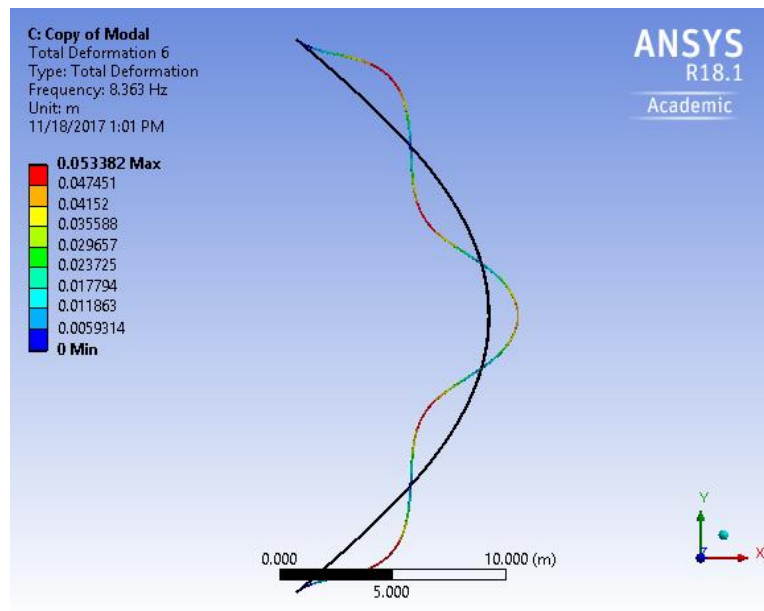 C: Copy of Modal
Total Deformation 6
Type: Total Deformation
Frequency: 8.363 Hz
Unit: m
11/18/2017 1:01 PM
0.053382 Max
0.047451
0.04152
0.035588
0.029657
0.023725
0.017794
0.011863
0.0059314
0 Min
ANSYS
R18.1
Academic
0.000
10.000 (m)
5.000
Y
Z
X